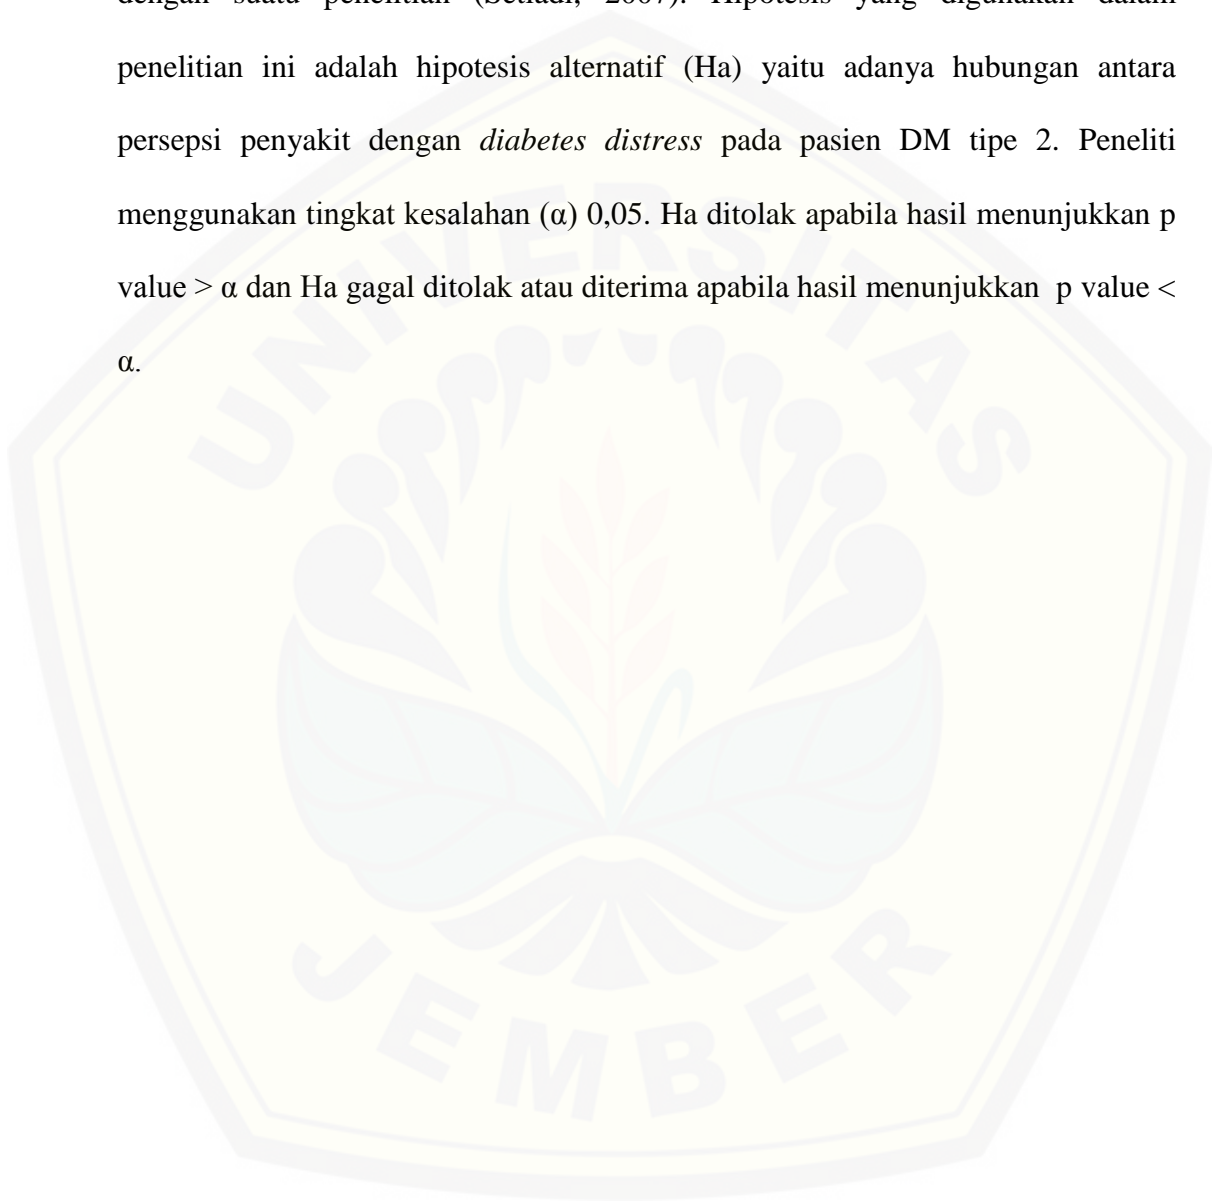 dengan suatu penelitian (Setiadi, 2007). Hipotesis yang digunakan dalam
penelitian ini adalah hipotesis alternatif (Ha) yaitu adanya hubungan antara
persepsi penyakit dengan diabetes distress pada pasien DM tipe 2. Peneliti
menggunakan tingkat kesalahan (α) 0,05. Ha ditolak apabila hasil menunjukkan p
value > α dan Ha gagal ditolak atau diterima apabila hasil menunjukkan p value <
α.
UNIVERSITAS
JEMBER